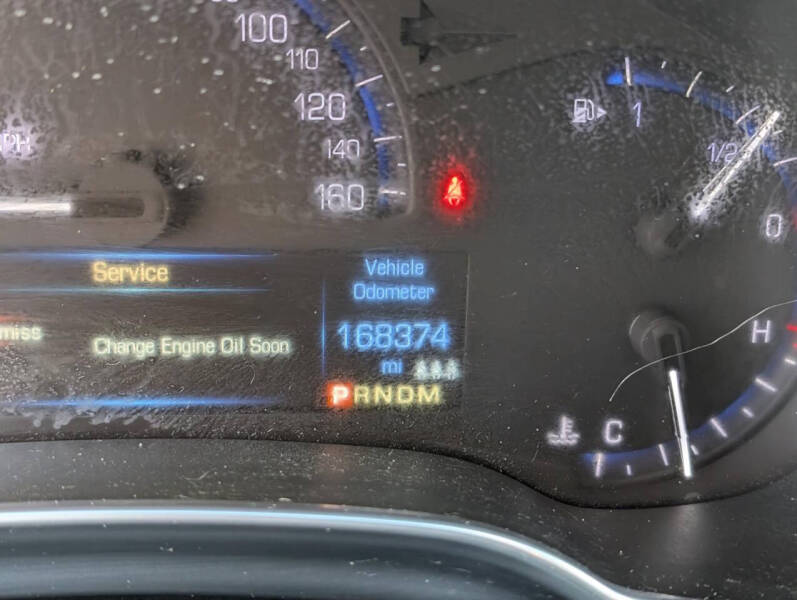 100
110
120
140
160
1
1/2
0
Service
Vehicle
Odometer
miss
Change Engine Oil Soon
168374
mi
PRNDM
H
C